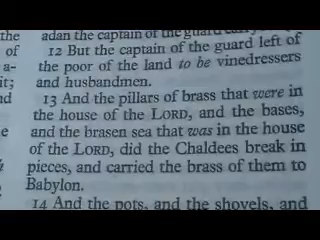 the
of
a-
it;
nd
e
adan the captain of the guard
12 But the captain of the guard left of
the poor of the land to be vinedressers
and husbandmen.
13 And the pillars of brass that were in
the house of the LORD, and the bases,
and the brasen sea that was in the house
of the LORD, did the Chaldees break in
pieces, and carried the brass of them to
Babylon.
14 And the pots, and the shovels, and